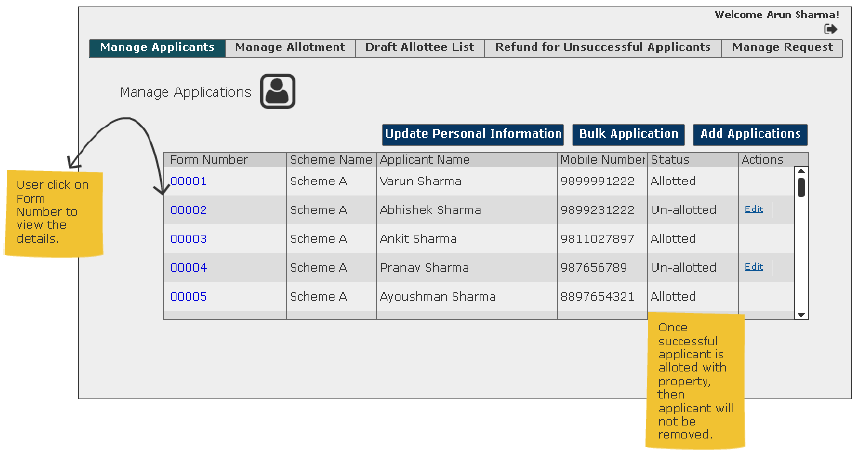 Welcome Arun Sharma!
Manage Applicants Manage Allotment Draft Allottee List Refund for Unsuccessful Applicants Manage Request
Manage Applications
Update Personal Information Bulk Application Add Applications
Form Number Scheme Name Applicant Name Mobile Number Status Actions
00001 Scheme A Varun Sharma 9899991222 Allotted
00002 Scheme A Abhishek Sharma 9899231222 Un-allotted Edit
00003 Scheme A Ankit Sharma 9811027897 Allotted
00004 Scheme A Pranav Sharma 987656789 Un-allotted Edit
00005 Scheme A Ayoushman Sharma 8897654321 Allotted
User click on
Form
Number to
view the
details.
Once
successful
applicant is
alloted with
property,
then
applicant will
not be
removed.